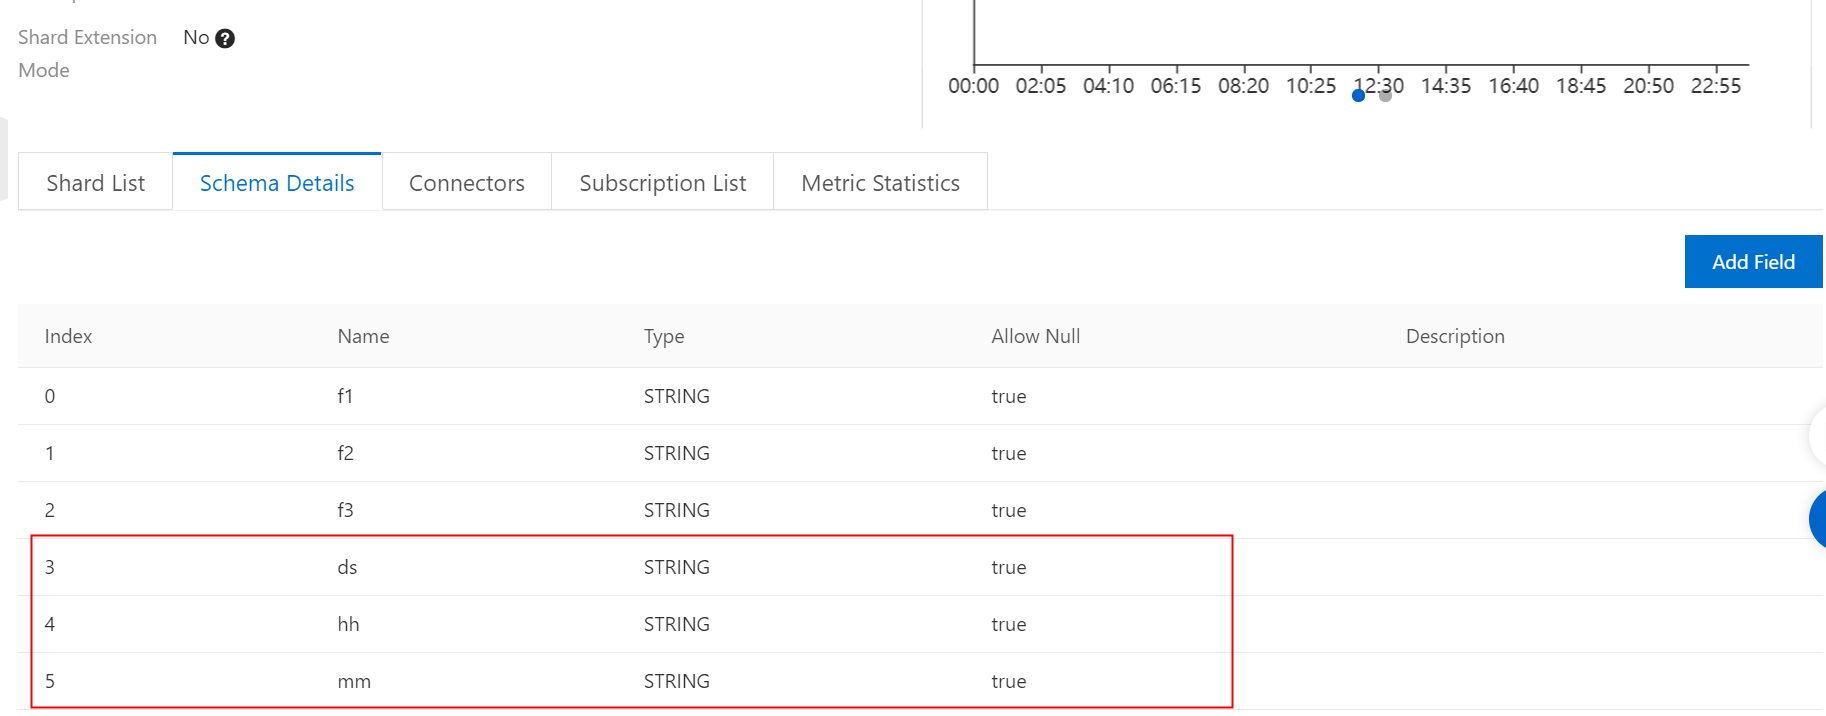 Shard Extension Mode No ?
00:00 02:05 04:10 06:15 08:20 10:25 12:30 14:35 16:40 18:45 20:50 22:55
Shard List Schema Details Connectors Subscription List Metric Statistics
Add Field
Index Name Type Allow Null Description
0 f1 STRING true
1 f2 STRING true
2 f3 STRING true
3 ds STRING true
4 hh STRING true
5 mm STRING true